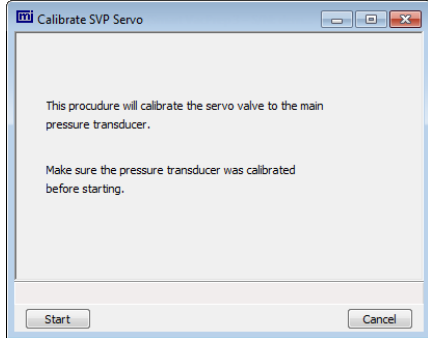 mi Calibrate SVP Servo
This procudure will calibrate the servo valve to the main
pressure transducer.
Make sure the pressure transducer was calibrated
before starting.
Start
Cancel